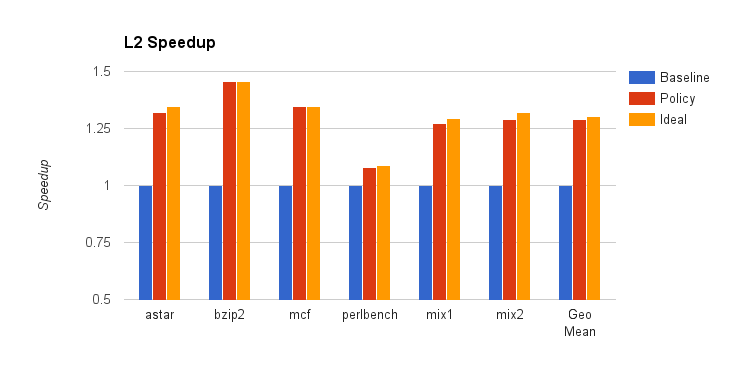 L2 Speedup
1.5
1.25
1
0.75
0.5
Speedup
astar
bzip2
mcf
perlbench
mix1
mix2
Geo
Mean
Baseline
Policy
Ideal